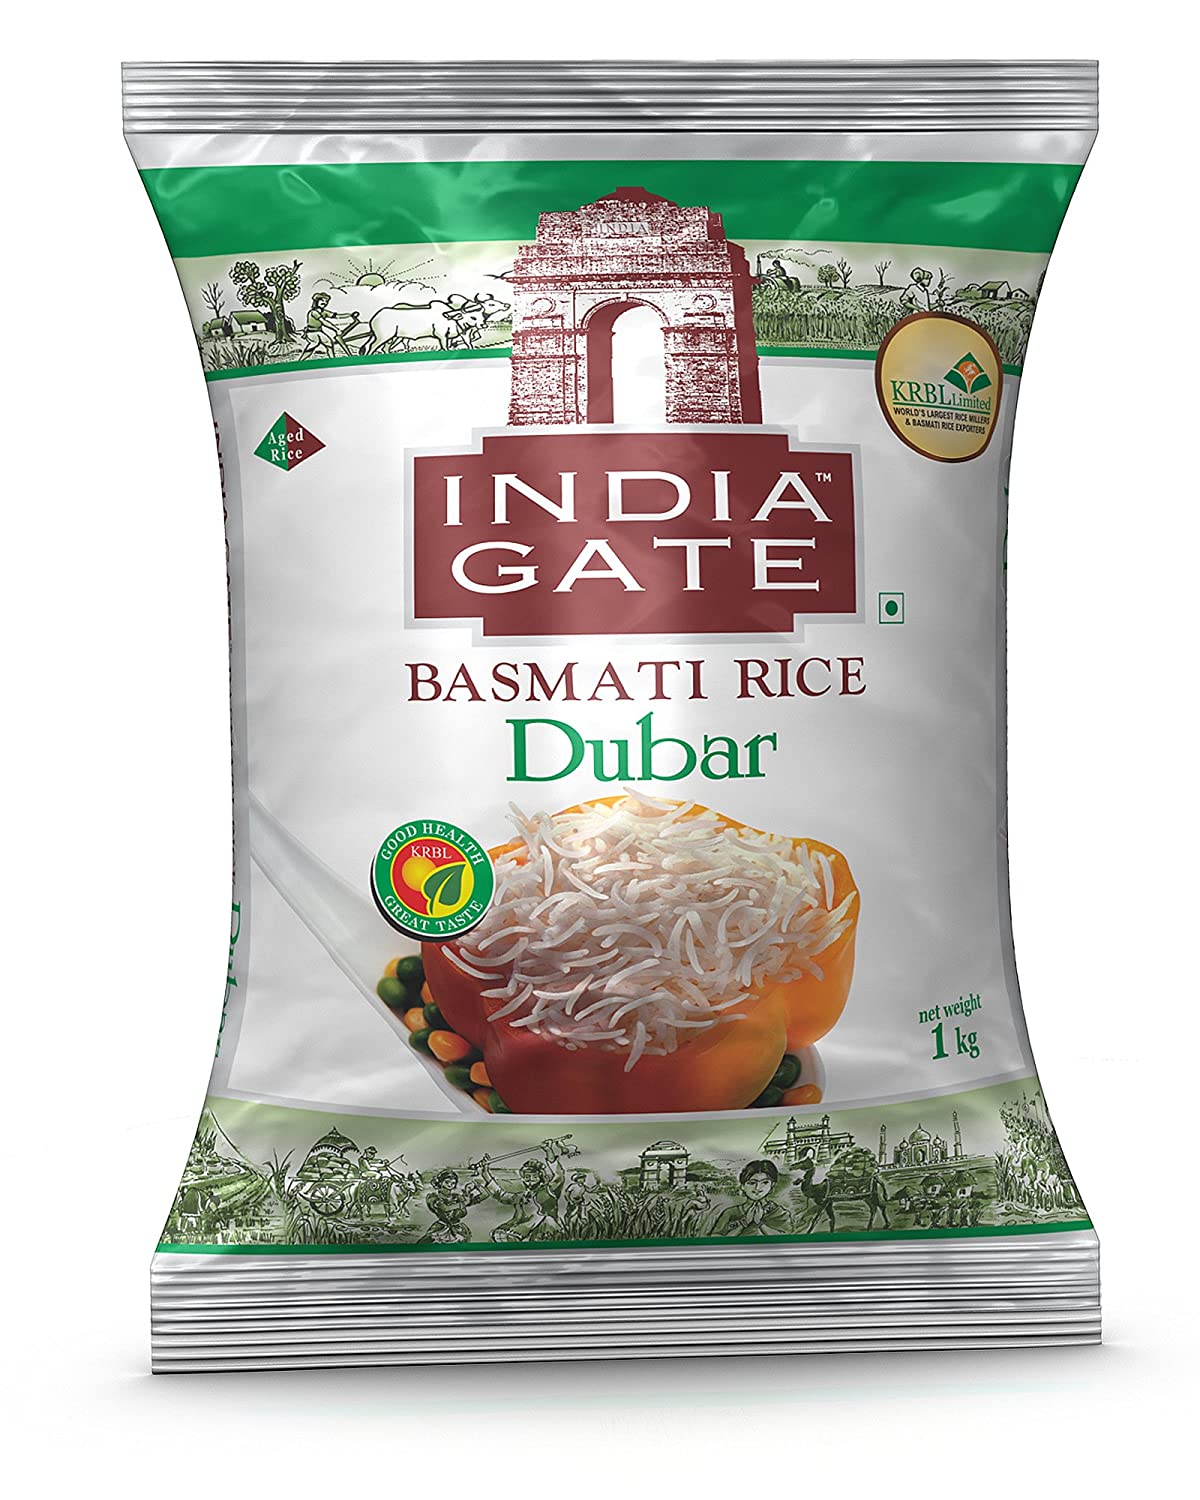 INDIA
Aged
Rice
KRBL Limited
WORLD'S LARGEST RICE MILLERS
& BASMATI RICE EXPORTERS
INDIA™
GATE
BASMATI RICE
Dubar
GOOD HEALTH
KRBL
GREAT TASTE
net weight
1 kg